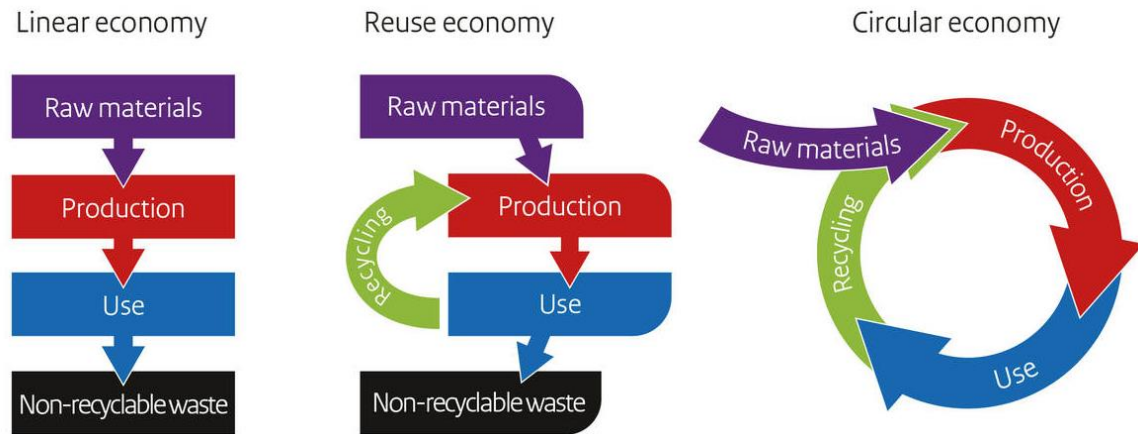 Linear economy
Raw materials
Production
Use
Non-recyclable waste
Reuse economy
Raw materials
Production
Recycling
Use
Non-recyclable waste
Circular economy
Raw materials
Production
Use
Recycling